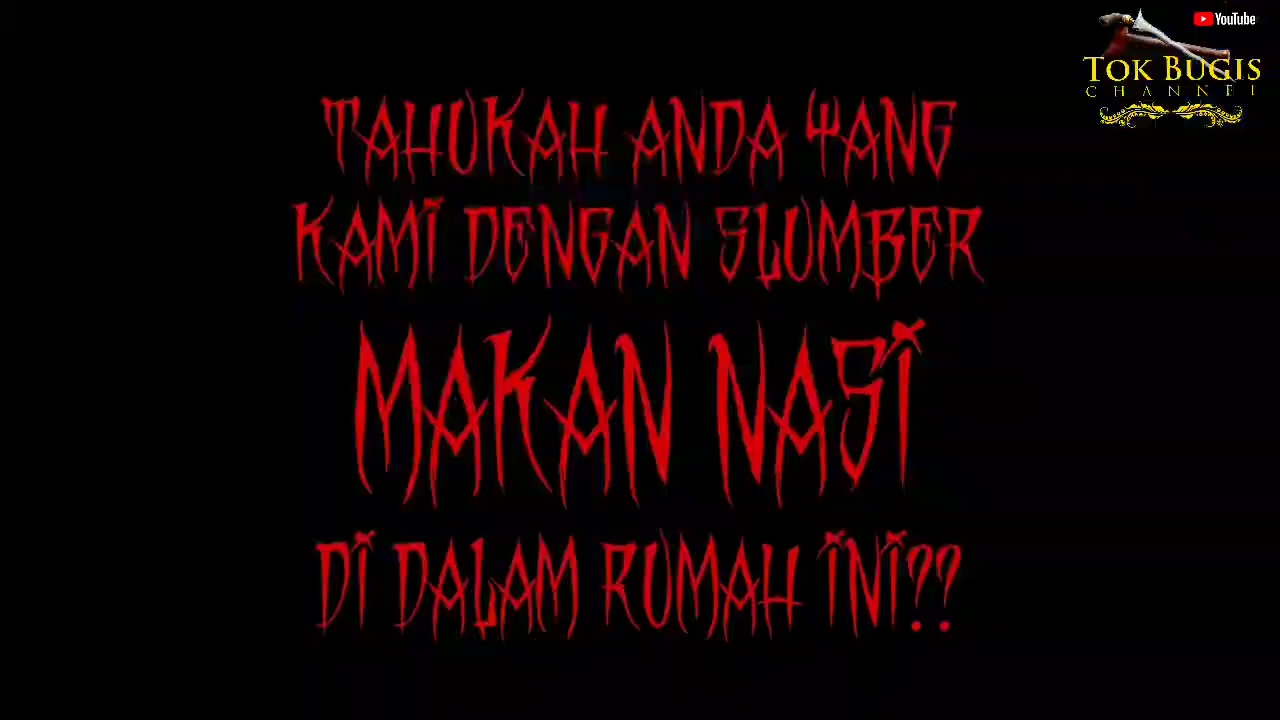 YouTube
TOK BUGIS
CHANNEL
TAHUKAH ANDA YANG
KAMI DENGAN SLUMBER
MAKAN NASI
DI DALAM RUMAH INI??